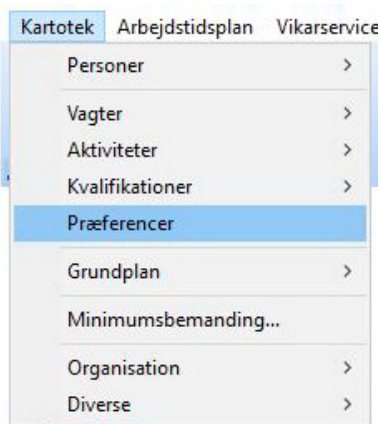 Kartotek Arbejdstidsplan Vikarservice
Personer
Vagter
Aktiviteter
Kvalifikationer
Præferencer
Grundplan
Minimumsbemanding...
Organisation
Diverse